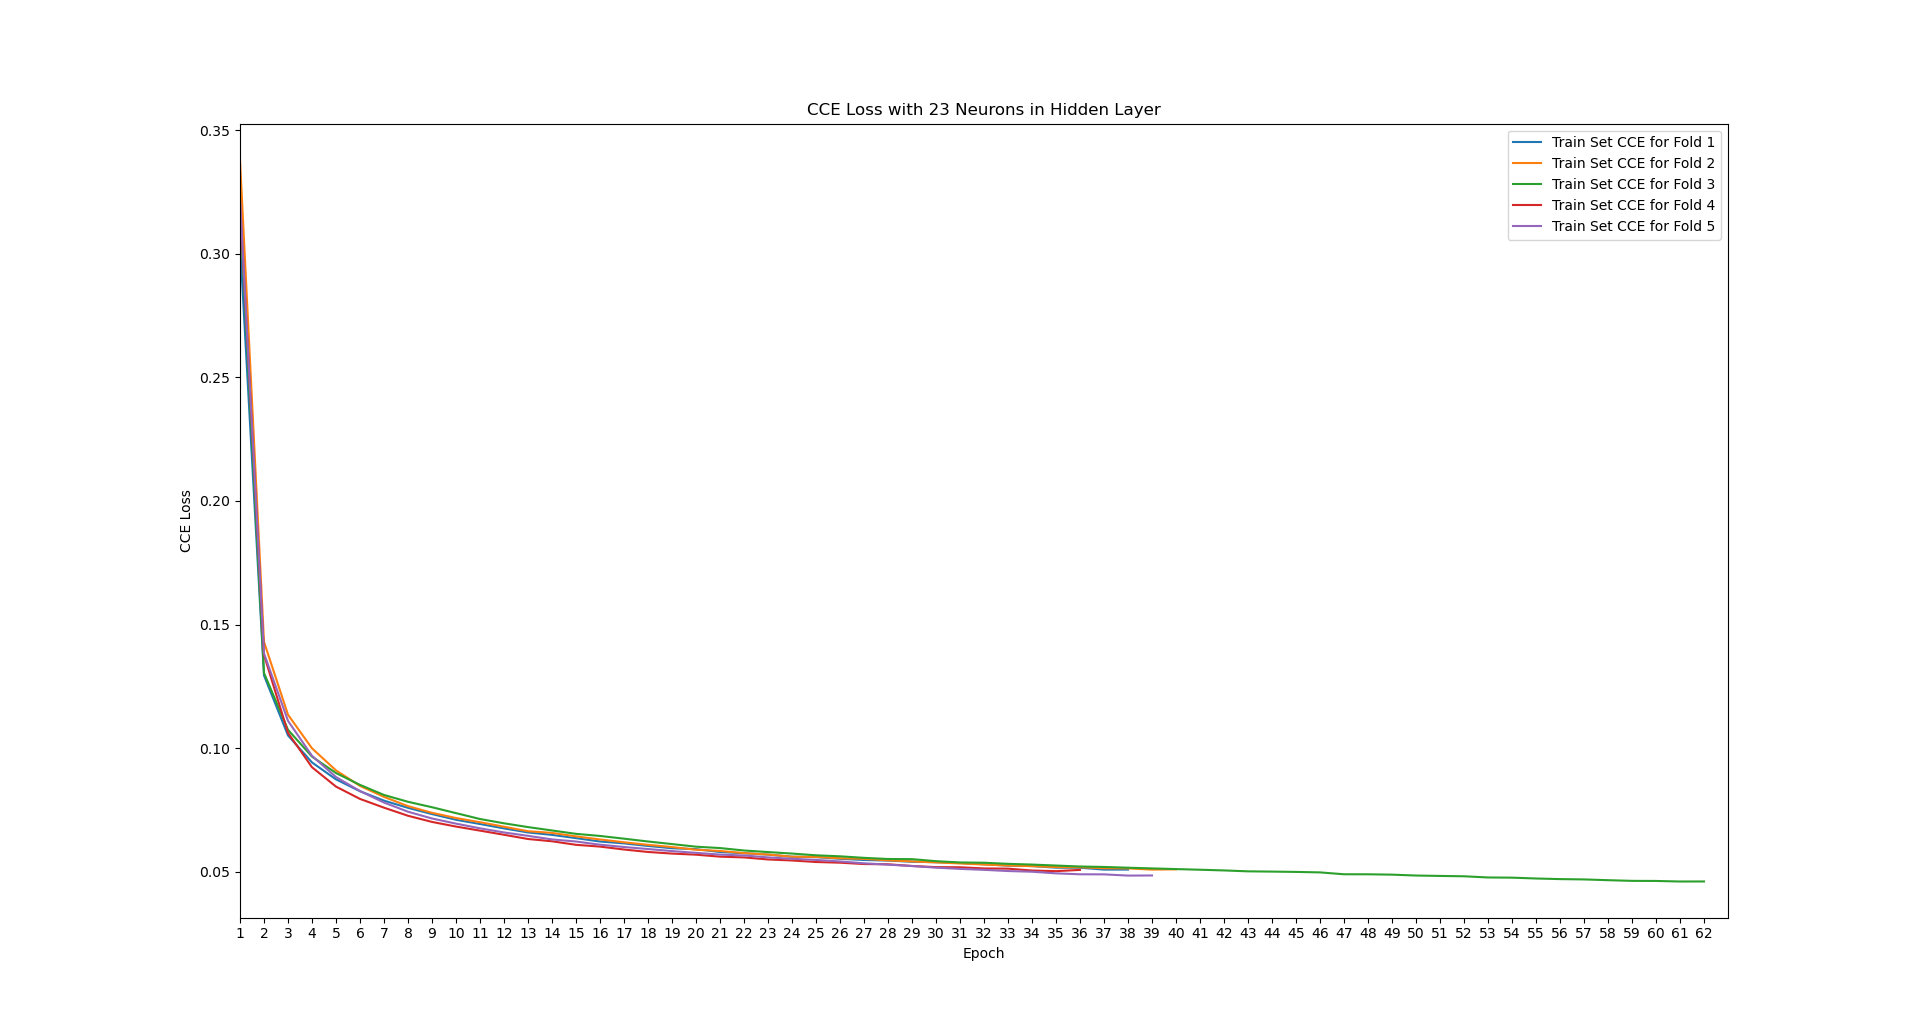 CCE Loss with 23 Neurons in Hidden Layer
0.35
0.30
0.25
0.20
0.15
0.10
0.05
CCE Loss
Train Set CCE for Fold 1
Train Set CCE for Fold 2
Train Set CCE for Fold 3
Train Set CCE for Fold 4
Train Set CCE for Fold 5
1 2 3 4 5 6 7 8 9 10 11 12 13 14 15 16 17 18 19 20 21 22 23 24 25 26 27 28 29 30 31 32 33 34 35 36 37 38 39 40 41 42 43 44 45 46 47 48 49 50 51 52 53 54 55 56 57 58 59 60 61 62
Epoch